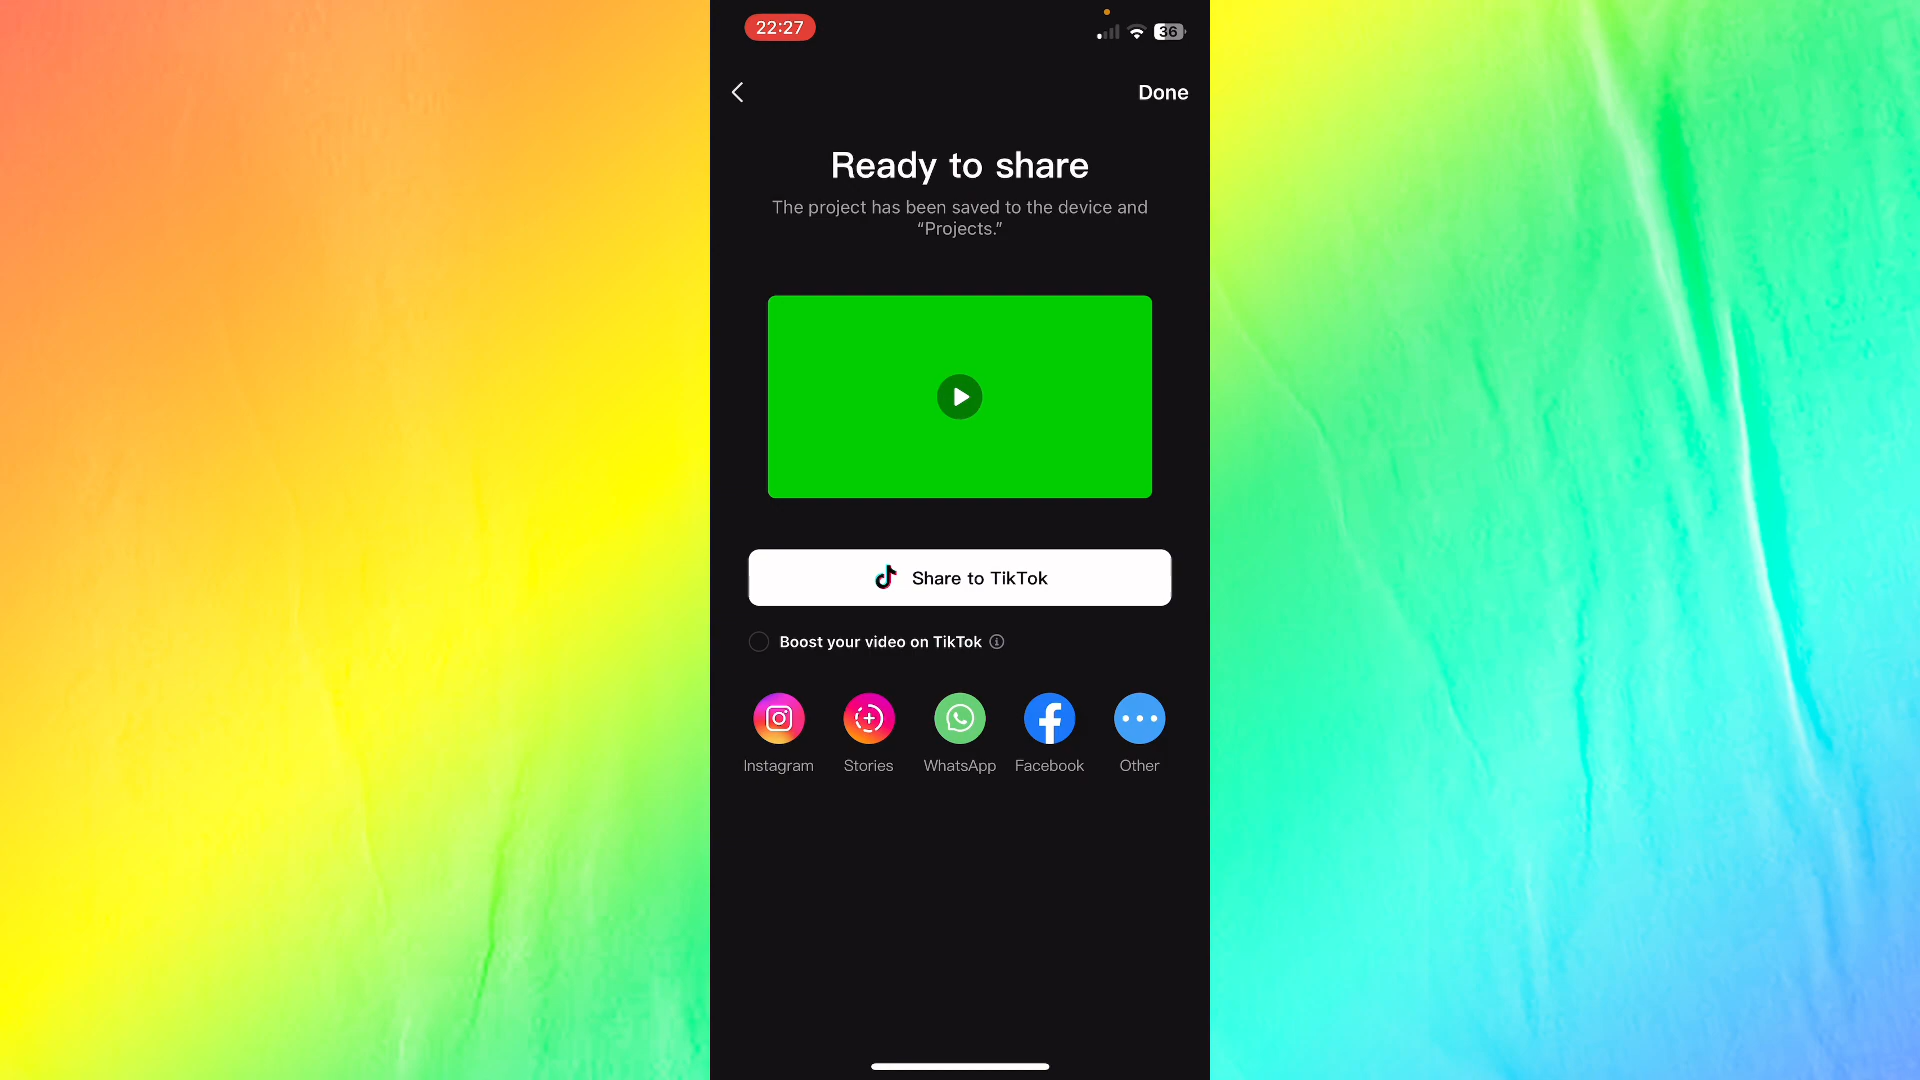 22:27
36
Done
Ready to share
The project has been saved to the device and
“Projects.”
Share to TikTok
Boost your video on TikTok
Instagram
Stories
WhatsApp
Facebook
Other